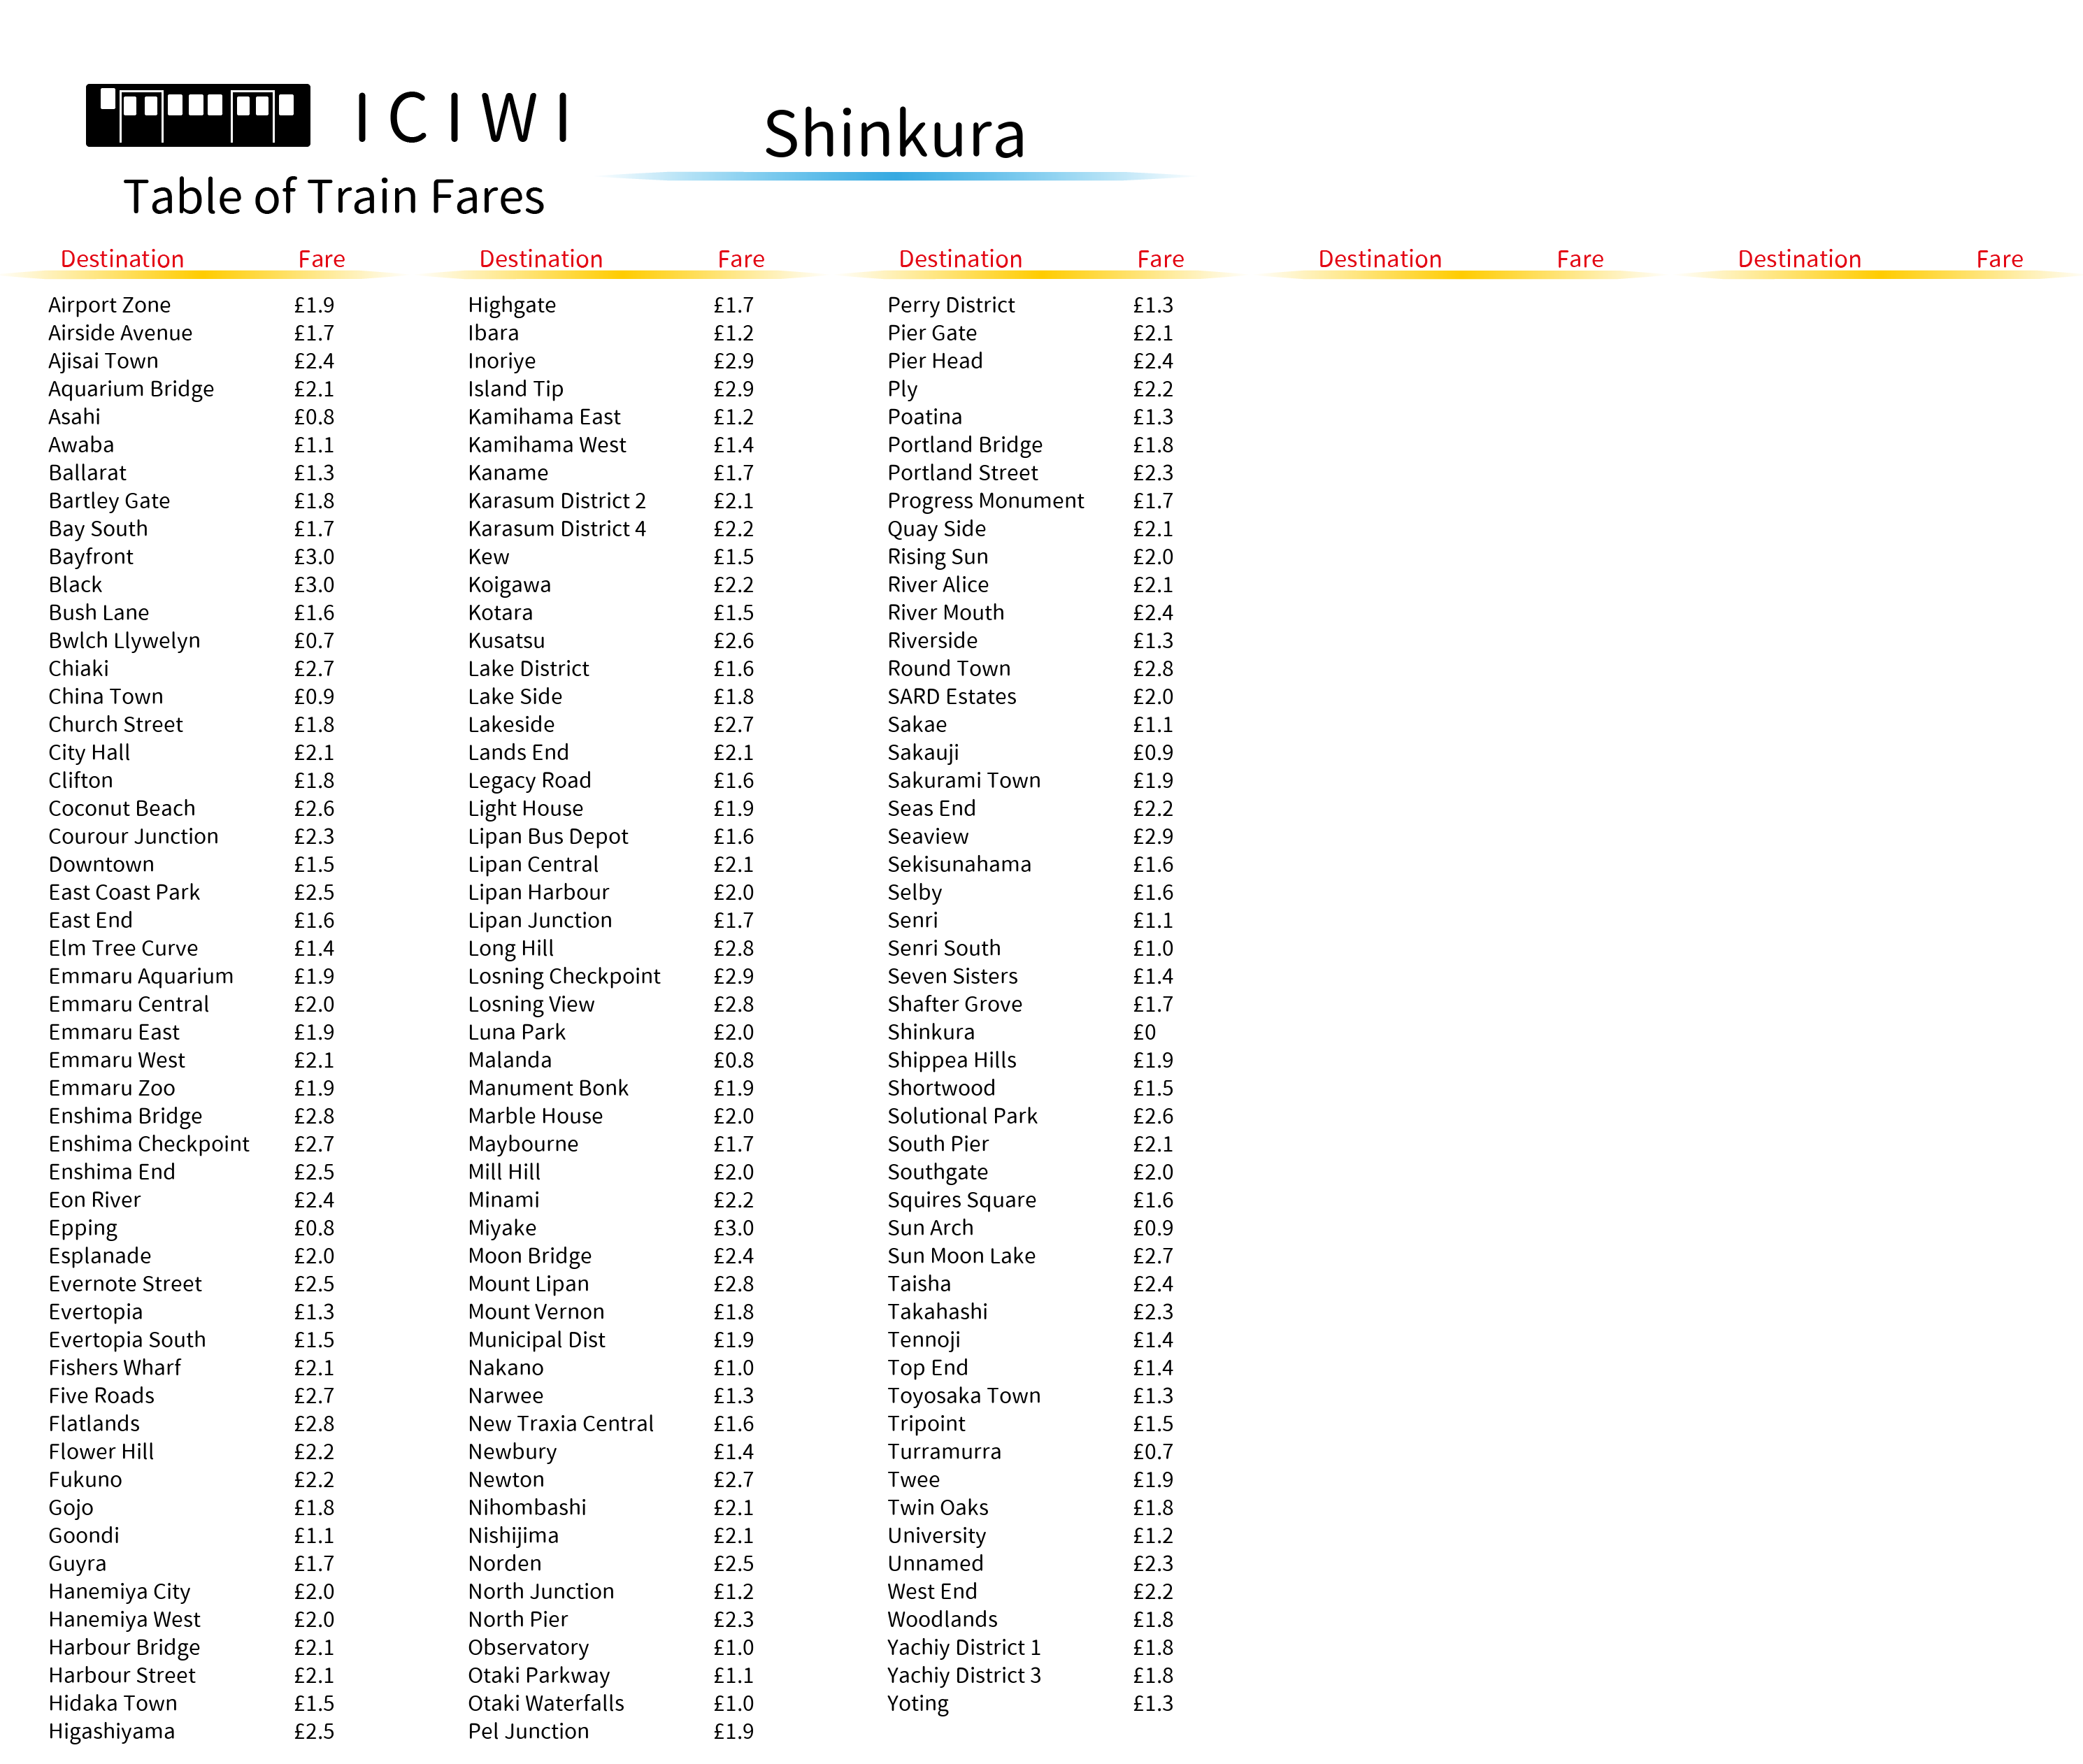 ICIWI
Table of Train Fares
Shinkura
Destination Fare
Airport Zone £1.9
Airside Avenue £1.7
Ajisai Town £2.4
Aquarium Bridge £2.1
Asahi £0.8
Awaba £1.1
Ballarat £1.3
Bartley Gate £1.8
Bay South £1.7
Bayfront £3.0
Black £3.0
Bush Lane £1.6
Bwlch Llywelyn £0.7
Chiaki £2.7
China Town £0.9
Church Street £1.8
City Hall £2.1
Clifton £1.8
Coconut Beach £2.6
Courour Junction £2.3
Downtown £1.5
East Coast Park £2.5
East End £1.6
Elm Tree Curve £1.4
Emmaru Aquarium £1.9
Emmaru Central £2.0
Emmaru East £1.9
Emmaru West £2.1
Emmaru Zoo £1.9
Enshima Bridge £2.8
Enshima Checkpoint £2.7
Enshima End £2.5
Eon River £2.4
Epping £0.8
Esplanade £2.0
Evernote Street £2.5
Evertopia £1.3
Evertopia South £1.5
Fishers Wharf £2.1
Five Roads £2.7
Flatlands £2.8
Flower Hill £2.2
Fukuno £2.2
Gojo £1.8
Goondi £1.1
Guyra £1.7
Hanemiya City £2.0
Hanemiya West £2.0
Harbour Bridge £2.1
Harbour Street £2.1
Hidaka Town £1.5
Higashiyama £2.5
Destination Fare
Highgate £1.7
Ibara £1.2
Inoriye £2.9
Island Tip £2.9
Kamihama East £1.2
Kamihama West £1.4
Kaname £1.7
Karasum District 2 £2.1
Karasum District 4 £2.2
Kew £1.5
Koigawa £2.2
Kotara £1.5
Kusatsu £2.6
Lake District £1.6
Lake Side £1.8
Lakeside £2.7
Lands End £2.1
Legacy Road £1.6
Light House £1.9
Lipan Bus Depot £1.6
Lipan Central £2.1
Lipan Harbour £2.0
Lipan Junction £1.7
Long Hill £2.8
Losning Checkpoint £2.9
Losning View £2.8
Luna Park £2.0
Malanda £0.8
Manument Bonk £1.9
Marble House £2.0
Maybourne £1.7
Mill Hill £2.0
Minami £2.2
Miyake £3.0
Moon Bridge £2.4
Mount Lipan £2.8
Mount Vernon £1.8
Municipal Dist £1.9
Nakano £1.0
Narwee £1.3
New Traxia Central £1.6
Newbury £1.4
Newton £2.7
Nihombashi £2.1
Nishijima £2.1
Norden £2.5
North Junction £1.2
North Pier £2.3
Observatory £1.0
Otaki Parkway £1.1
Otaki Waterfalls £1.0
Pel Junction £1.9
Destination Fare
Perry District £1.3
Pier Gate £2.1
Pier Head £2.4
Ply £2.2
Poatina £1.3
Portland Bridge £1.8
Portland Street £2.3
Progress Monument £1.7
Quay Side £2.1
Rising Sun £2.0
River Alice £2.1
River Mouth £2.4
Riverside £1.3
Round Town £2.8
SARD Estates £2.0
Sakae £1.1
Sakauji £0.9
Sakurami Town £1.9
Seas End £2.2
Seaview £2.9
Sekisunahama £1.6
Selby £1.6
Senri £1.1
Senri South £1.0
Seven Sisters £1.4
Shafter Grove £1.7
Shinkura £0
Shippea Hills £1.9
Shortwood £1.5
Solutional Park £2.6
South Pier £2.1
Southgate £2.0
Squires Square £1.6
Sun Arch £0.9
Sun Moon Lake £2.7
Taisha £2.4
Takahashi £2.3
Tennoji £1.4
Top End £1.4
Toyosaka Town £1.3
Tripoint £1.5
Turramurra £0.7
Twee £1.9
Twin Oaks £1.8
University £1.2
Unnamed £2.3
West End £2.2
Woodlands £1.8
Yachiy District 1 £1.8
Yachiy District 3 £1.8
Yoting £1.3
Destination Fare
Destination Fare